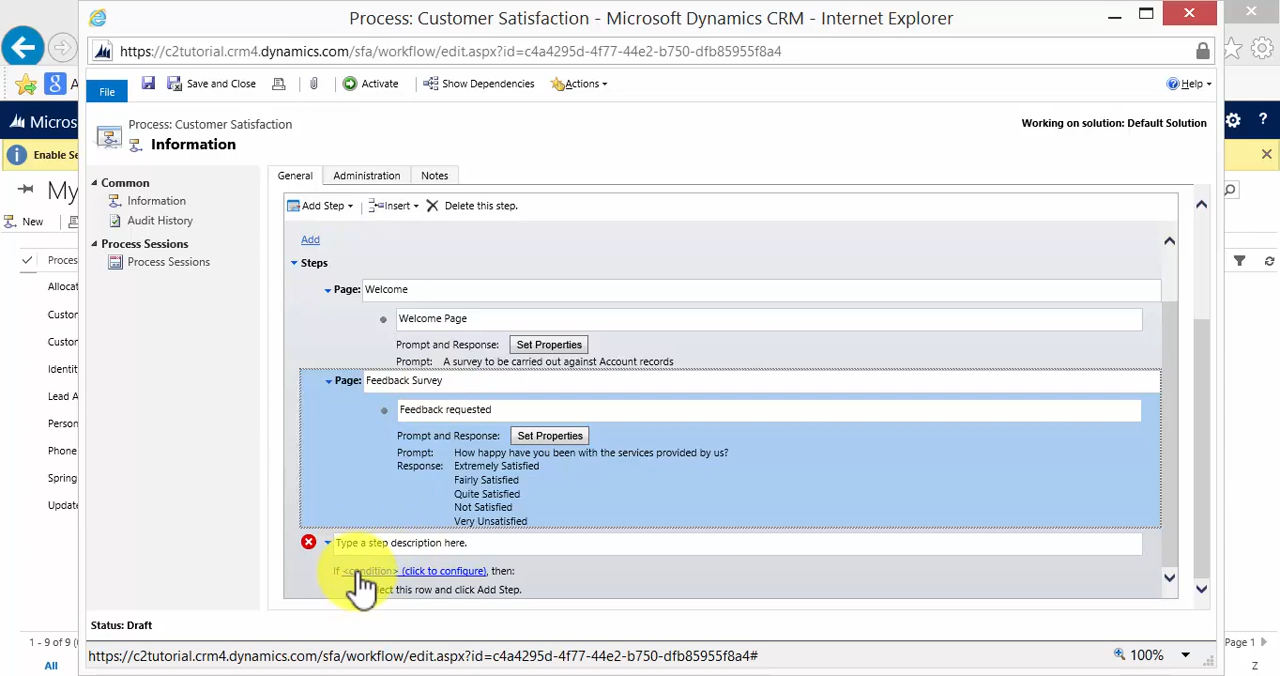 Process: Customer Satisfaction - Microsoft Dynamics CRM - Internet Explorer
https://c2tutorial.crm4.dynamics.com/sfa/workflow/edit.aspx?id=c4a4295d-4f77-44e2-b750-dfb85955f8a4
File
Save and Close
Activate
Show Dependencies
Actions
Help
Micros
?
Process: Customer Satisfaction
Information
Working on solution: Default Solution
Enable Se
My
New
Proces
Allocat
Custom
Custom
Identit
Lead A
Person
Phone
Spring
Update
1 - 9 of 9 (
All
Page 1
Z
Common
Information
Audit History
Process Sessions
Process Sessions
General
Administration
Notes
Add Step
Insert
Delete this step.
Add
Steps
Page: Welcome
Welcome Page
Prompt and Response: Set Properties
Prompt: A survey to be carried out against Account records
Page: Feedback Survey
Feedback requested
Prompt and Response: Set Properties
Prompt: How happy have you been with the services provided by us?
Response: Extremely Satisfied
Fairly Satisfied
Quite Satisfied
Not Satisfied
Very Unsatisfied
Type a step description here.
If <condition> (click to configure), then:
this row and click Add Step.
Status: Draft
https://c2tutorial.crm4.dynamics.com/sfa/workflow/edit.aspx?id=c4a4295d-4f77-44e2-b750-dfb85955f8a4#
100%